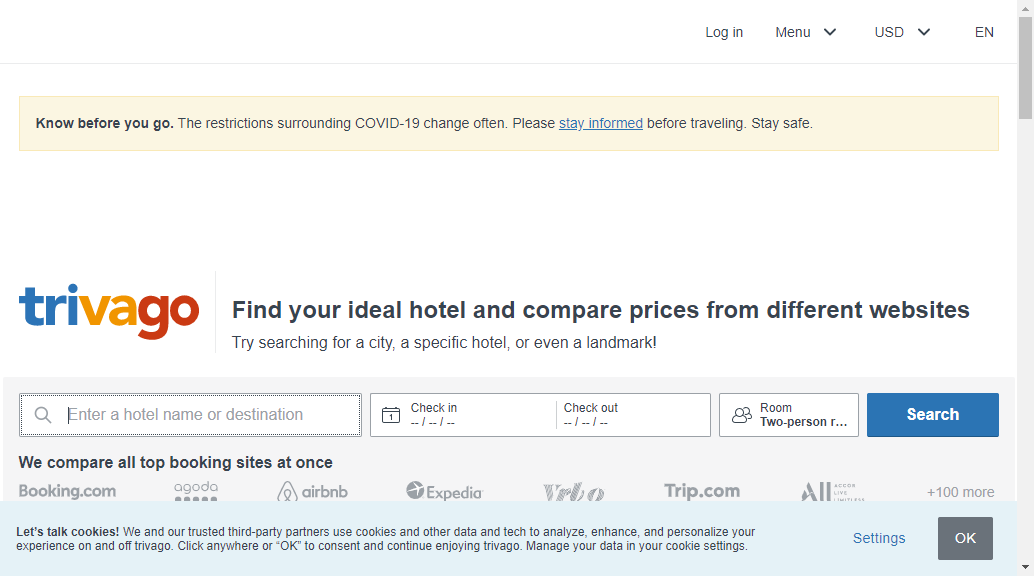 Log in Menu USD EN
Know before you go. The restrictions surrounding COVID-19 change often. Please stay informed before traveling. Stay safe.
trivago
Find your ideal hotel and compare prices from different websites
Try searching for a city, a specific hotel, or even a landmark!
Enter a hotel name or destination
1
Check in
-- / -- / --
Check out
-- / -- / --
Room
Two-person r...
Search
We compare all top booking sites at once
Booking.com agoda airbnb Expedia Vrbo Trip.com ALL ACCOR LIVE LIMITLESS +100 more
Let's talk cookies! We and our trusted third-party partners use cookies and other data and tech to analyze, enhance, and personalize your
experience on and off trivago. Click anywhere or “OK” to consent and continue enjoying trivago. Manage your data in your cookie settings.
Settings
OK